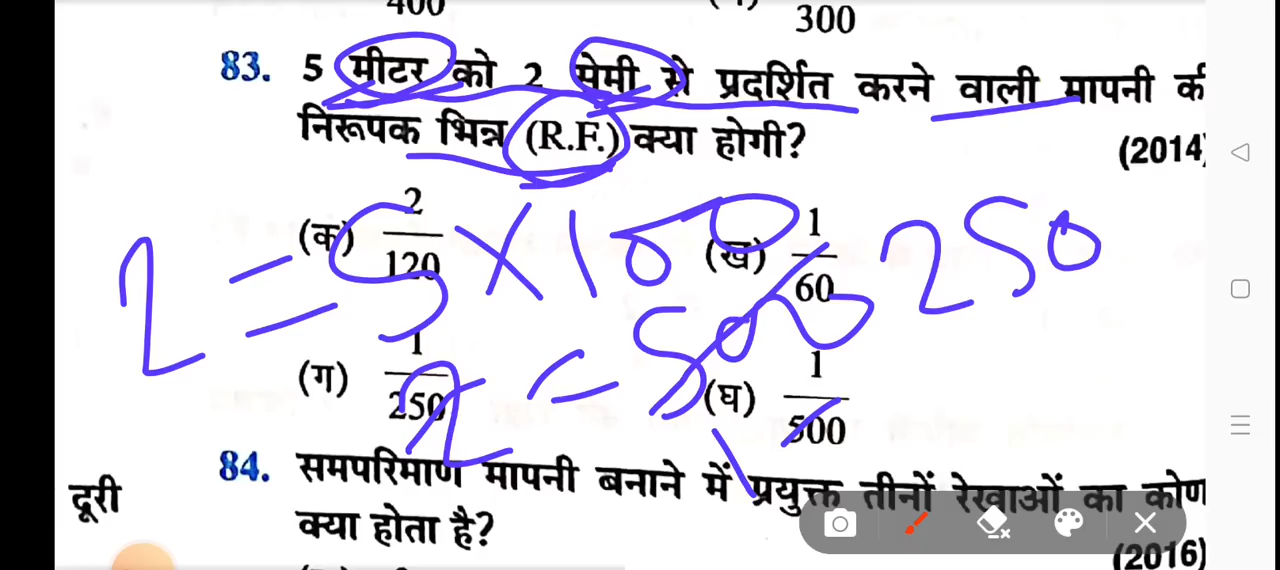 400
300
83. 5 मीटर को 2 सेमी से प्रदर्शित करने वाली मापनी की
निरूपक भिन्न (R.F.) क्या होगी?
(2014)
(क) 2/120
(ख) 1/60
2 = 5 × 100
250
2 = 500
(ग) 1/250
(घ) 1/500
84. समपरिमाण मापनी बनाने में प्रयुक्त तीनों रेखाओं का कोण
दूरी
क्या होता है?
(2016)